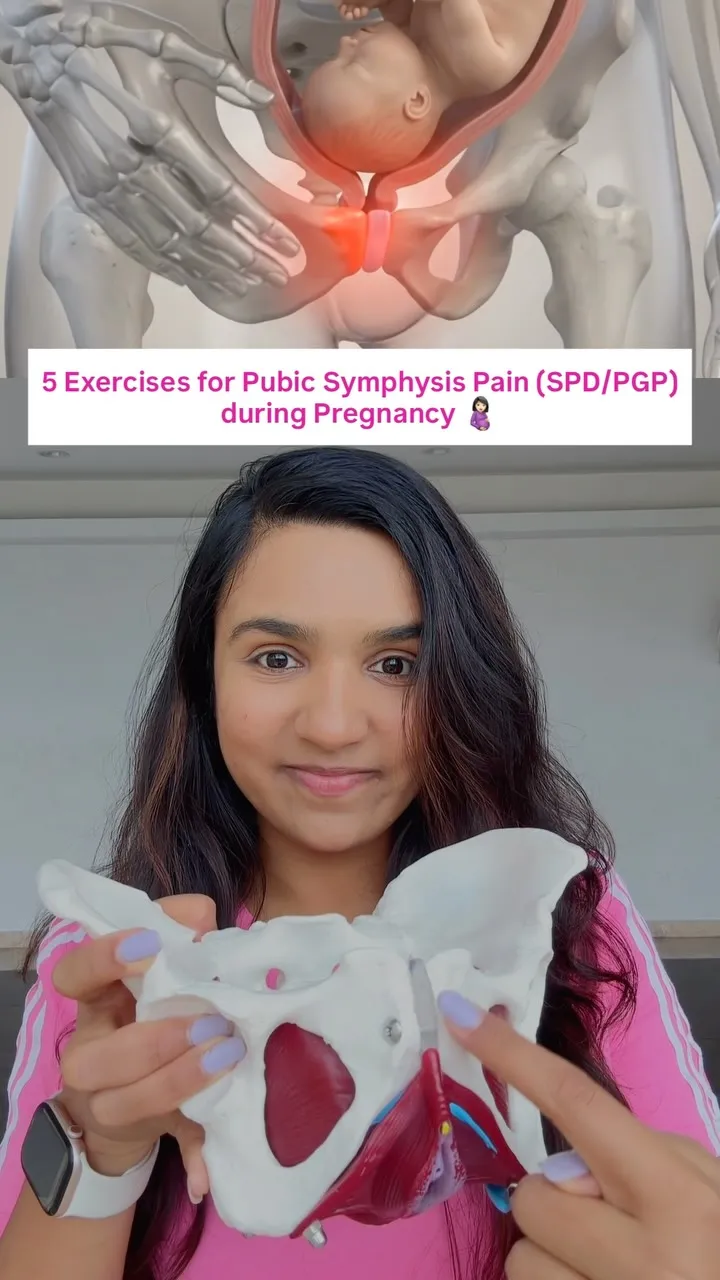 5 Exercises for Pubic Symphysis Pain (SPD/PGP)
during Pregnancy 🤰🏻